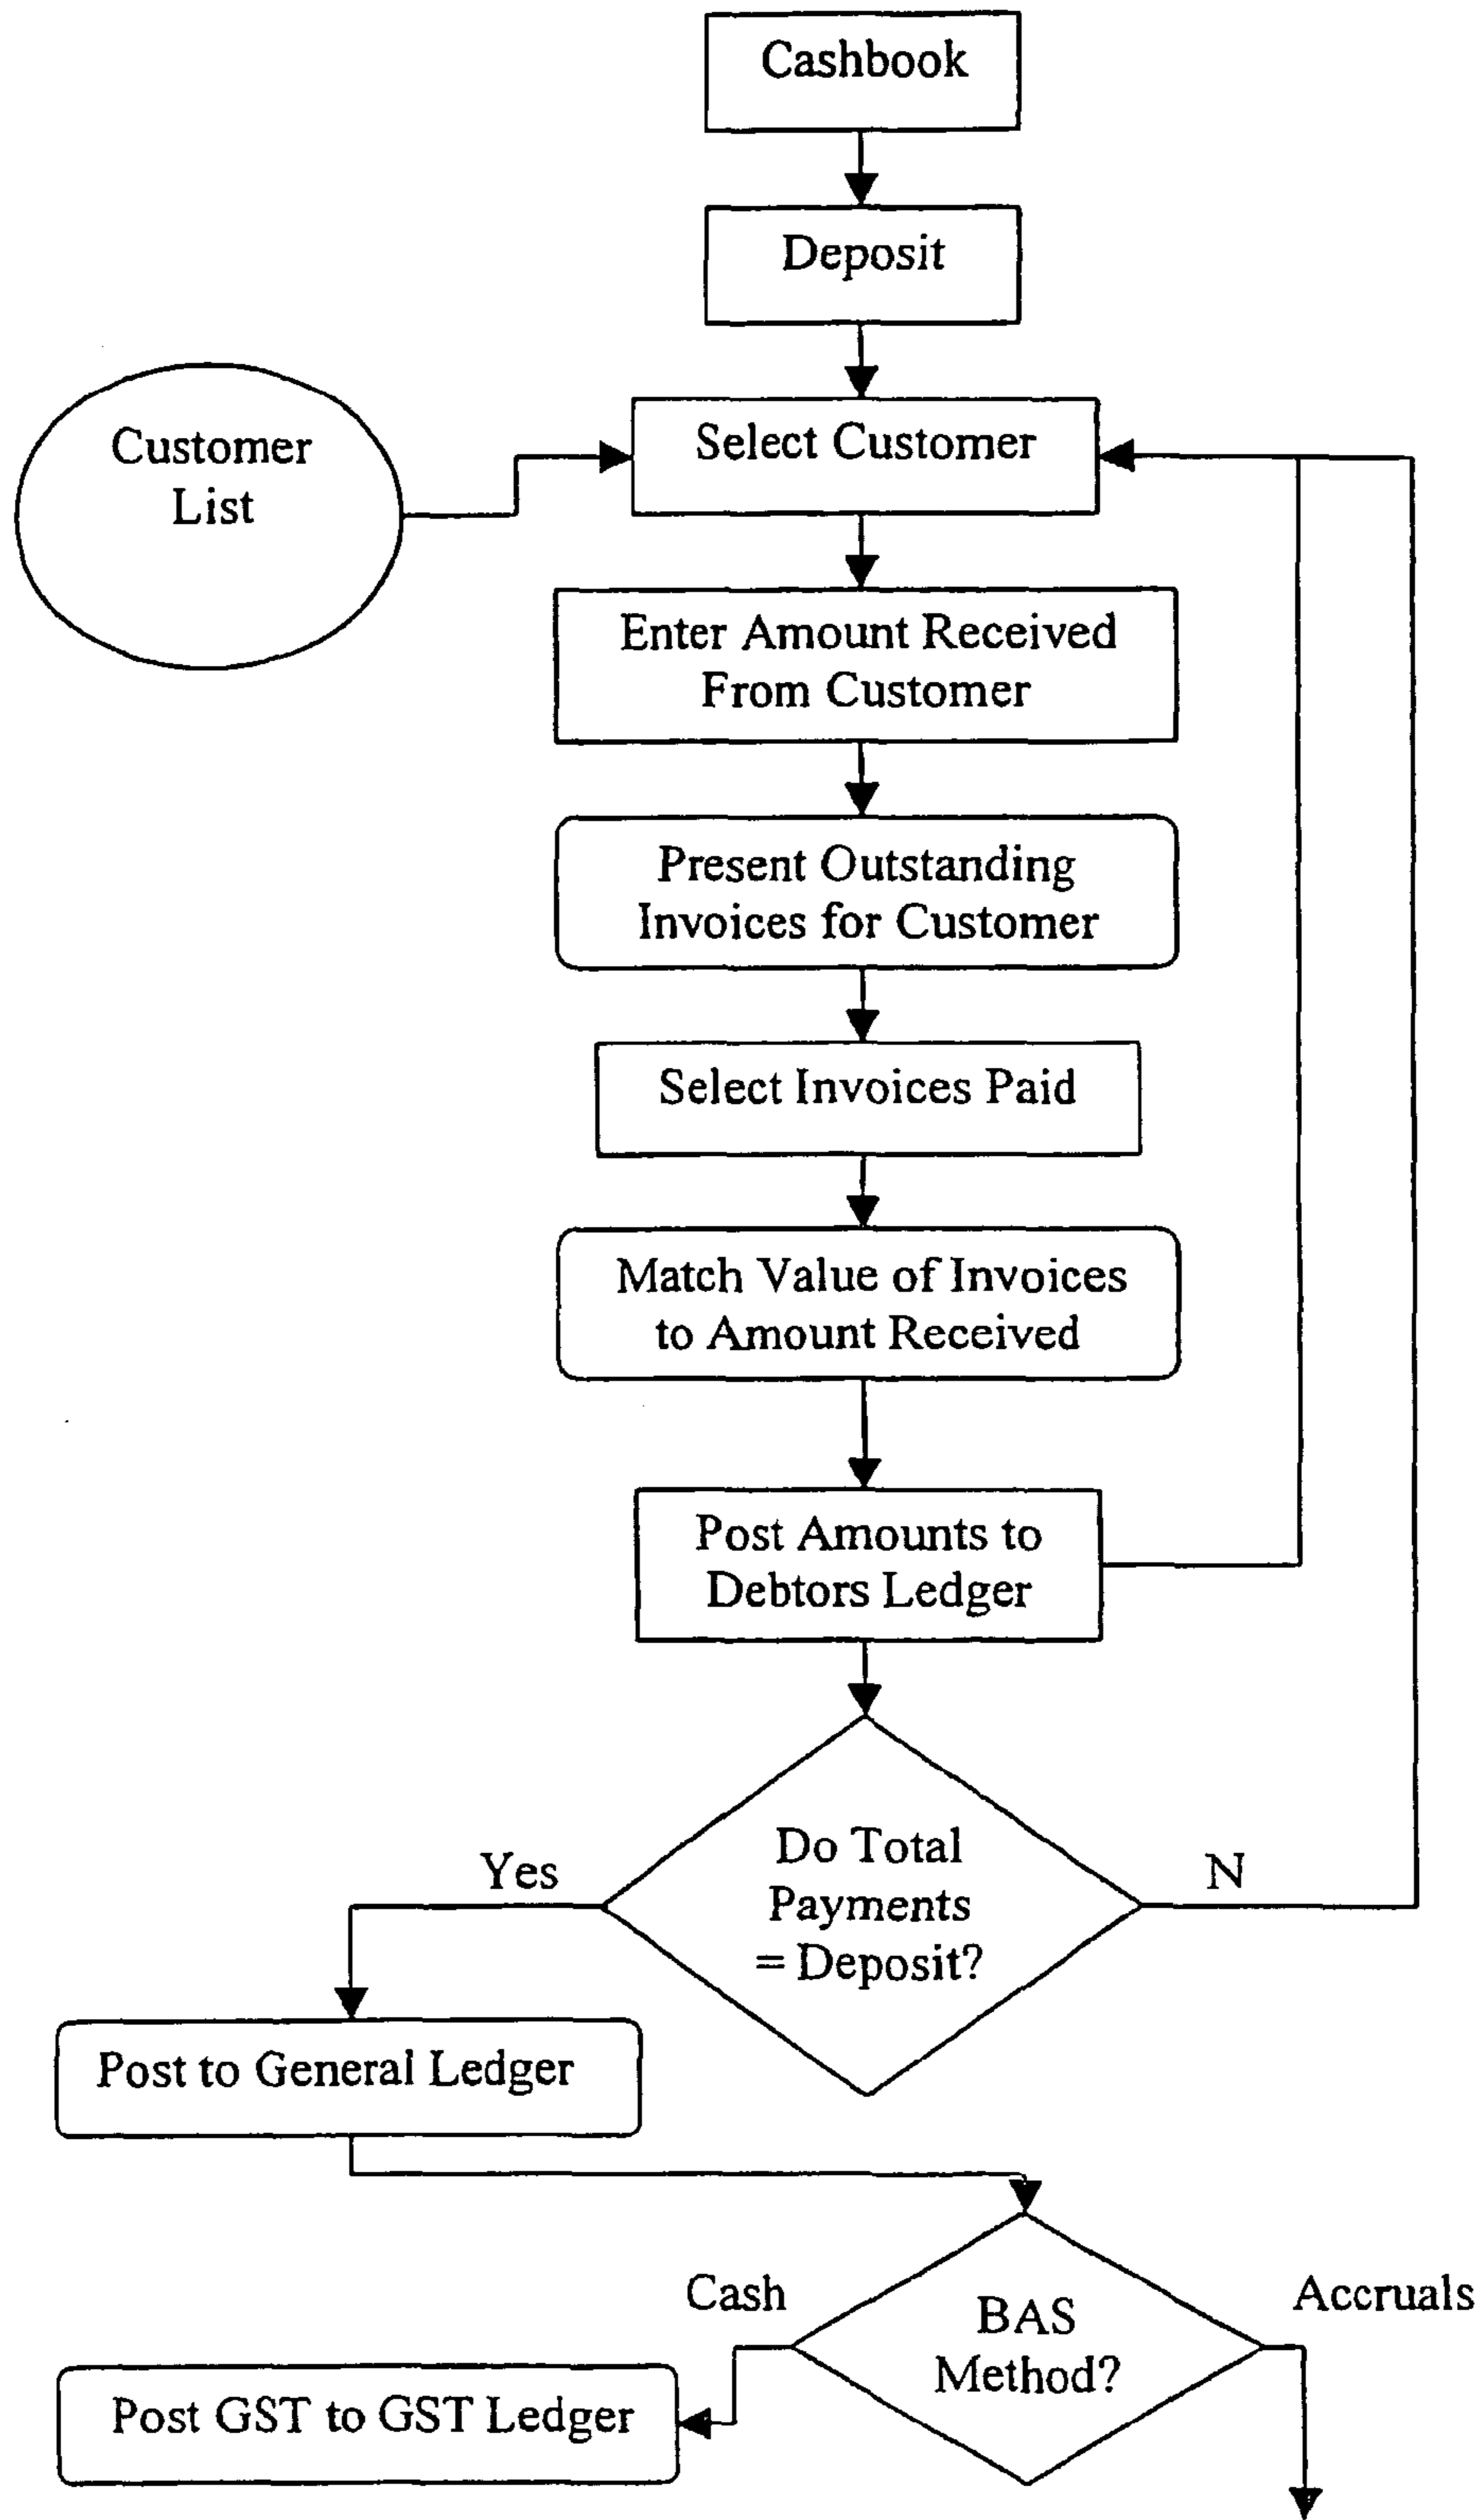 Cashbook
Deposit
Customer
List
Select Customer
Enter Amount Received
From Customer
Present Outstanding
Invoices for Customer
Select Invoices Paid
Match Value of Invoices
to Amount Received
Post Amounts to
Debtors Ledger
Do Total
Payments
= Deposit?
Yes
N
Post to General Ledger
BAS
Method?
Cash
Accruals
Post GST to GST Ledger